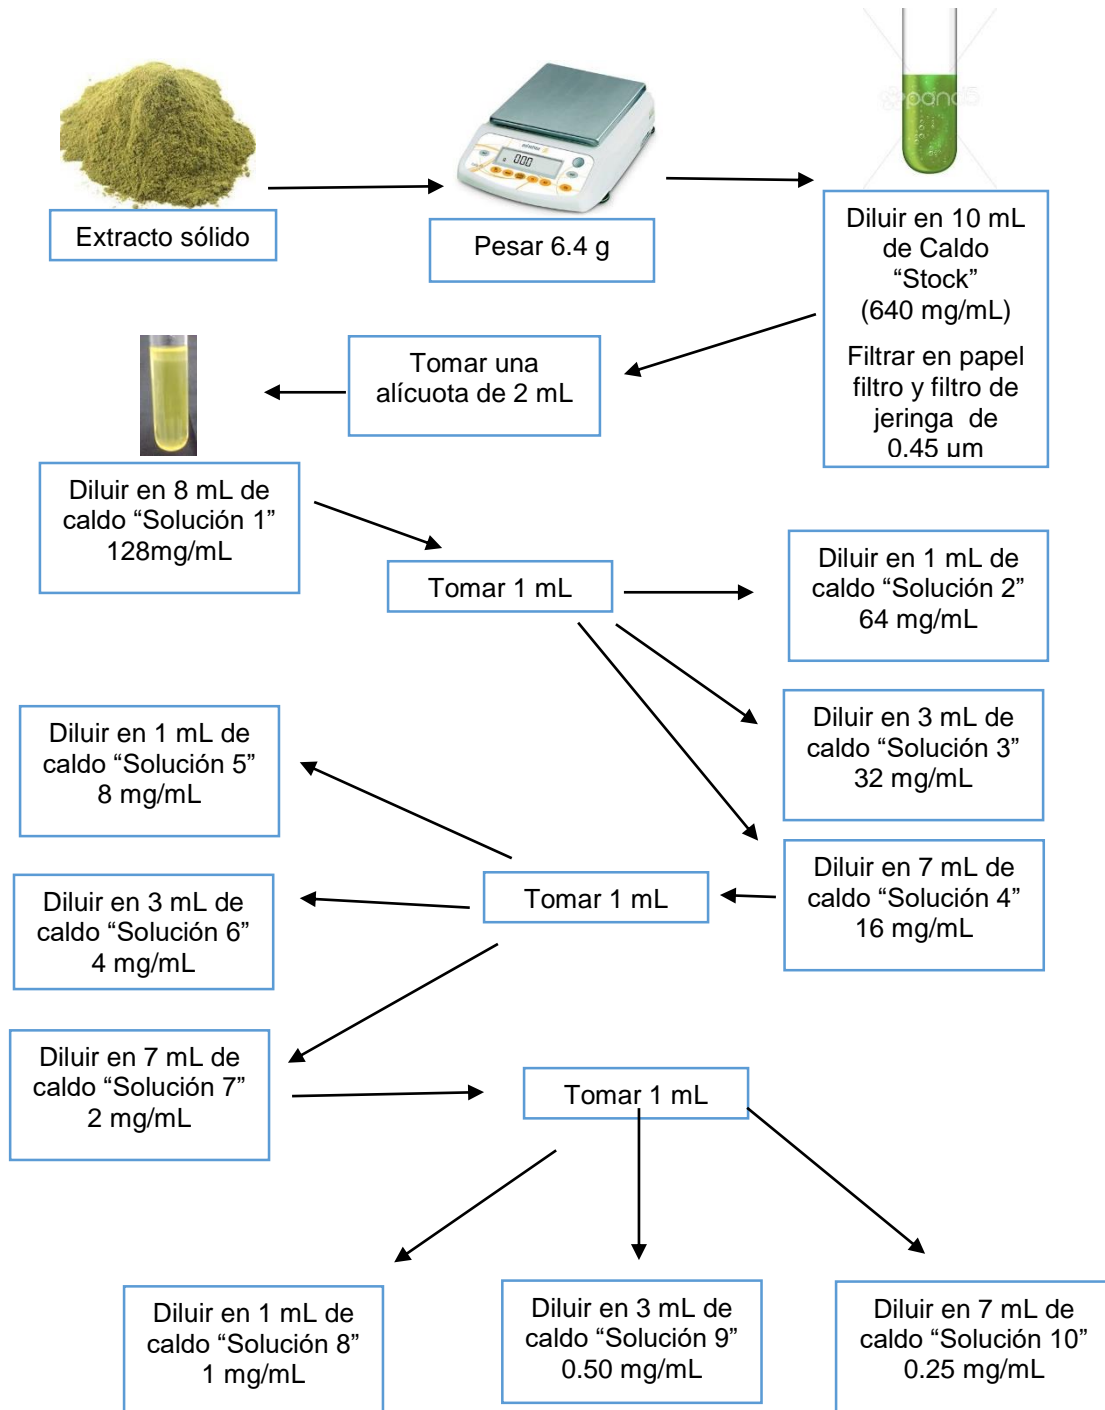 Extracto sólido
Pesar 6.4 g
Diluir en 10 mL
de Caldo
“Stock”
(640 mg/mL)
Filtrar en papel
filtro y filtro de
jeringa de
0.45 µm
Tomar una
alícuota de 2 mL
Diluir en 8 mL de
caldo “Solución 1”
128mg/mL
Tomar 1 mL
Diluir en 1 mL de
caldo “Solución 2”
64 mg/mL
Diluir en 3 mL de
caldo “Solución 3”
32 mg/mL
Diluir en 7 mL de
caldo “Solución 4”
16 mg/mL
Tomar 1 mL
Diluir en 1 mL de
caldo “Solución 5”
8 mg/mL
Diluir en 3 mL de
caldo “Solución 6”
4 mg/mL
Diluir en 7 mL de
caldo “Solución 7”
2 mg/mL
Tomar 1 mL
Diluir en 1 mL de
caldo “Solución 8”
1 mg/mL
Diluir en 3 mL de
caldo “Solución 9”
0.50 mg/mL
Diluir en 7 mL de
caldo “Solución 10”
0.25 mg/mL